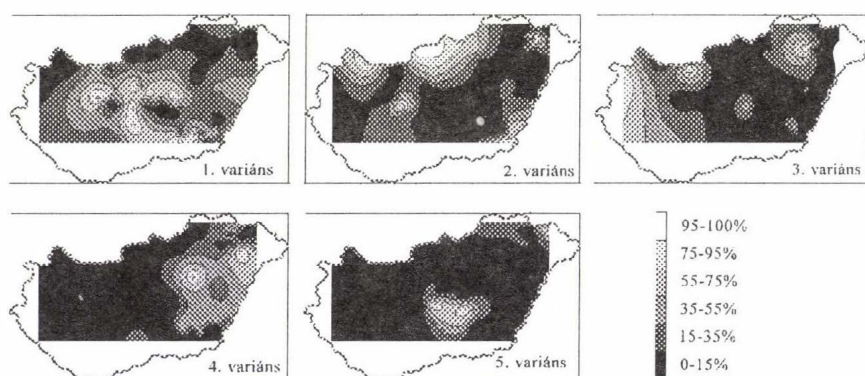 1. variáns
2. variáns
3. variáns
4. variáns
5. variáns
95-100%
75-95%
55-75%
35-55%
15-35%
0-15%